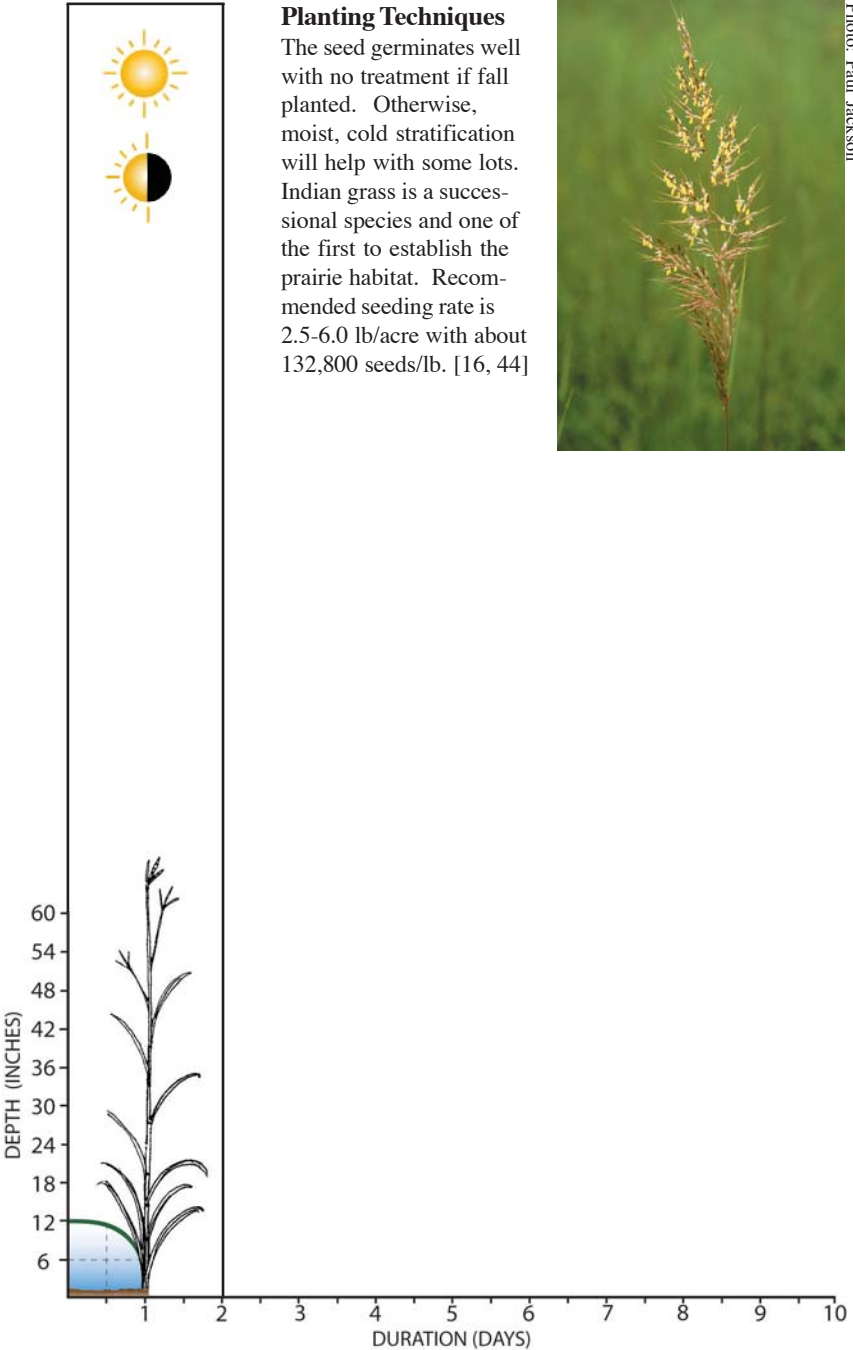 Planting Techniques
The seed germinates well
with no treatment if fall
planted. Otherwise,
moist, cold stratification
will help with some lots.
Indian grass is a succes-
sional species and one of
the first to establish the
prairie habitat. Recom-
mended seeding rate is
2.5-6.0 lb/acre with about
132,800 seeds/lb. [16, 44]
Photo: Paul Jackson
60
54
48
42
36
30
24
18
12
6
DEPTH (INCHES)
1 2 3 4 5 6 7 8 9 10
DURATION (DAYS)